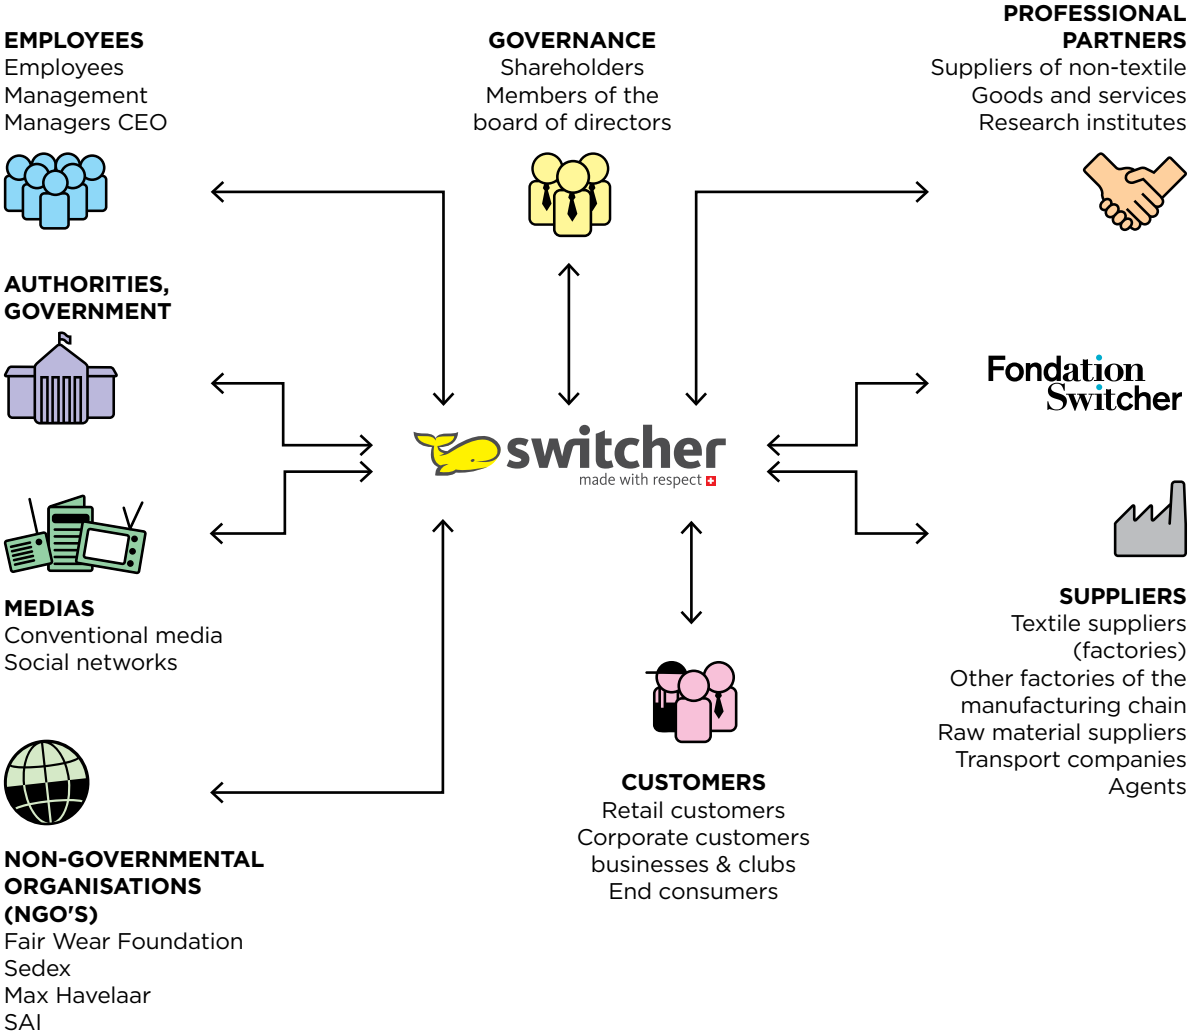 EMPLOYEES
Employees
Management
Managers CEO
GOVERNANCE
Shareholders
Members of the
board of directors
PROFESSIONAL
PARTNERS
Suppliers of non-textile
Goods and services
Research institutes
AUTHORITIES,
GOVERNMENT
Fondation
Switcher
switcher
made with respect
MEDIAS
Conventional media
Social networks
SUPPLIERS
Textile suppliers
(factories)
Other factories of the
manufacturing chain
Raw material suppliers
Transport companies
Agents
CUSTOMERS
Retail customers
Corporate customers
businesses & clubs
End consumers
NON-GOVERNMENTAL
ORGANISATIONS
(NGO'S)
Fair Wear Foundation
Sedex
Max Havelaar
SAI